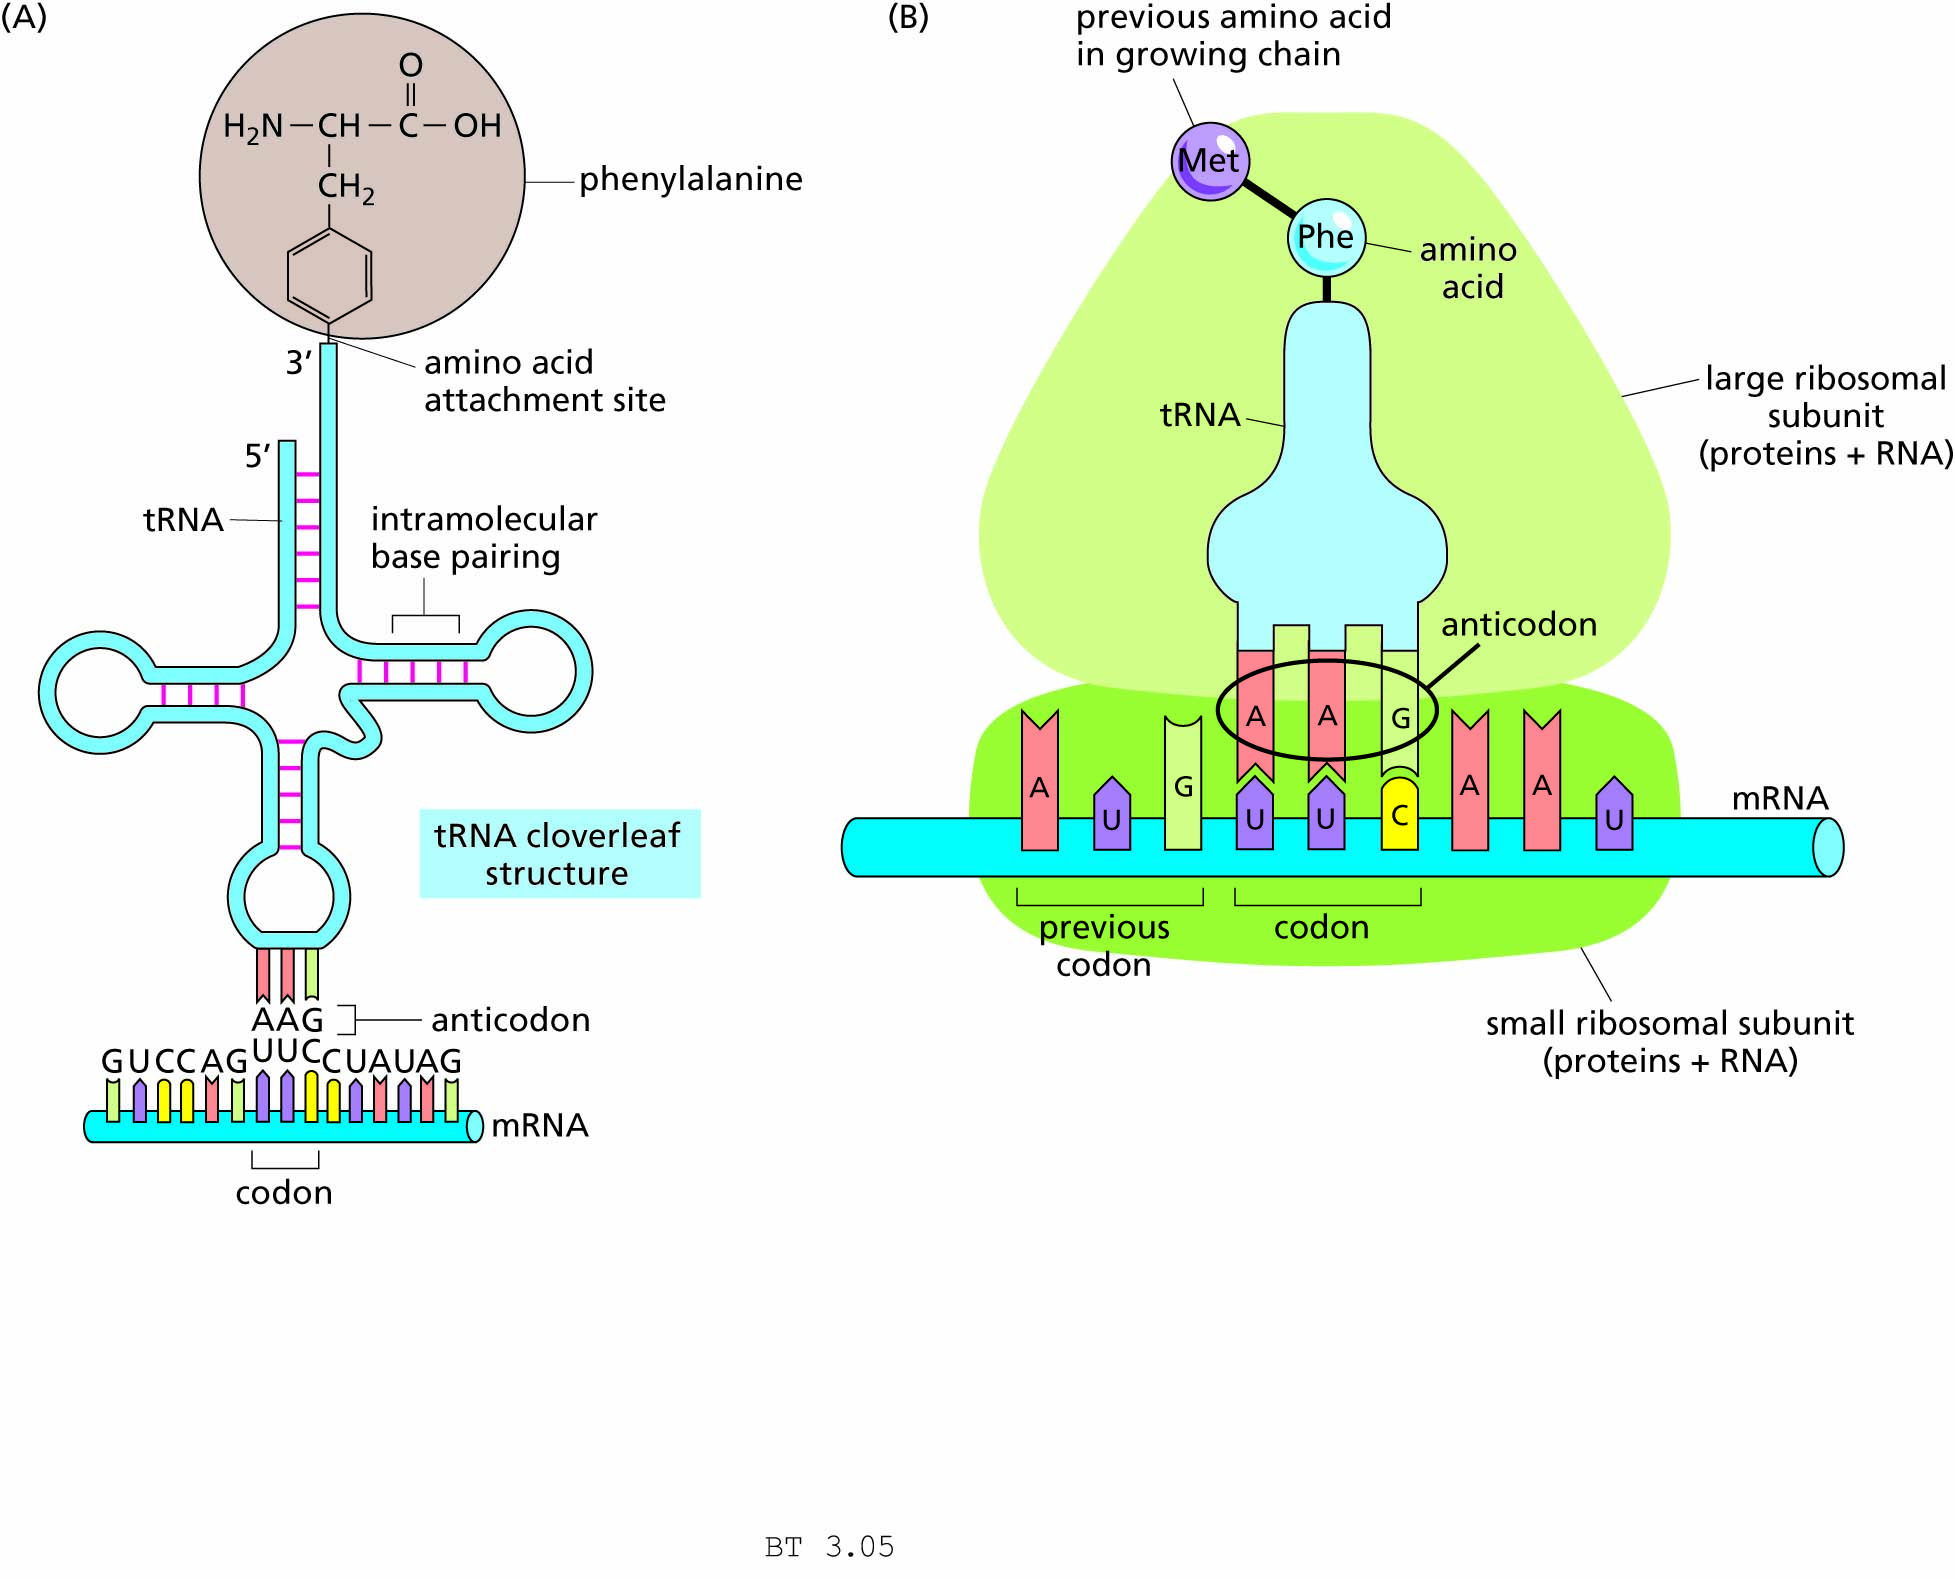 (A)
O
H2N CH C OH
CH2
phenylalanine
3′
amino acid
attachment site
5′
tRNA
intramolecular
base pairing
tRNA cloverleaf
structure
AAG
anticodon
GUCCAGUUCCUAUAG
mRNA
codon
(B)
previous amino acid
in growing chain
Met
Phe
amino
acid
large ribosomal
subunit
(proteins + RNA)
tRNA
anticodon
A A G
A U G U U C A A U
mRNA
previous
codon
codon
small ribosomal subunit
(proteins + RNA)
BT 3.05